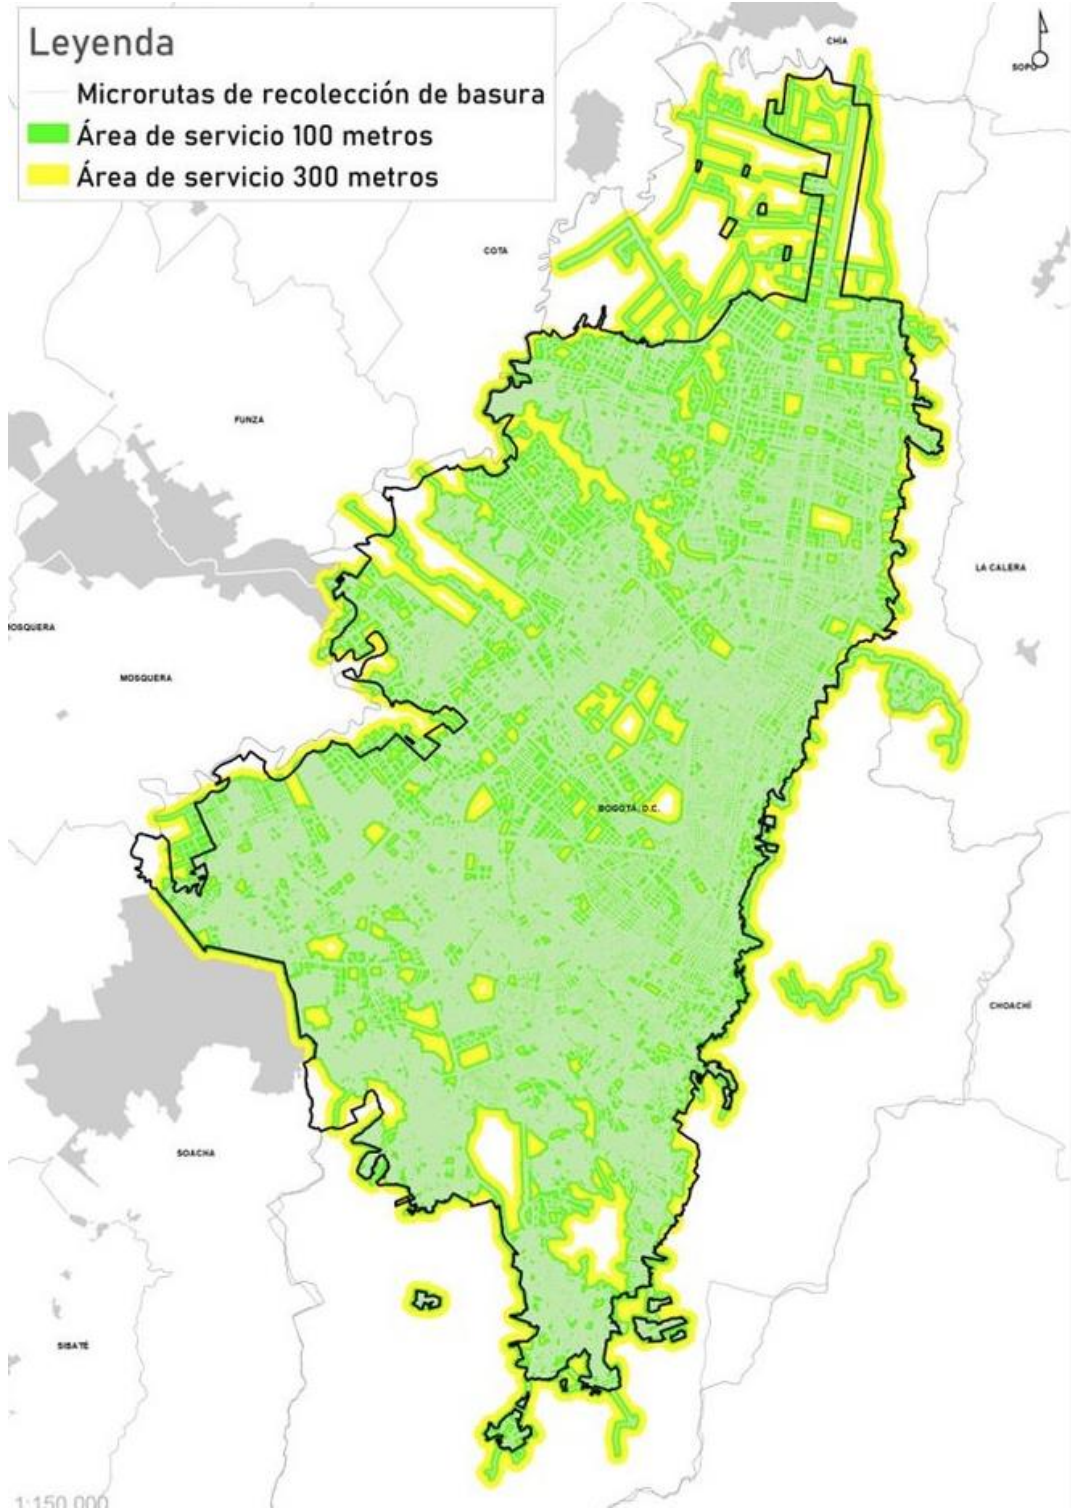 Leyenda
Microrutas de recolección de basura
Área de servicio 100 metros
Área de servicio 300 metros
CHÍA
SOPÓ
COTA
FUNZA
LA CALERA
MOSQUERA
MOSQUERA
BOGOTÁ, D.C.
CHOACHÍ
SOACHA
SIBATÉ
1:150.000